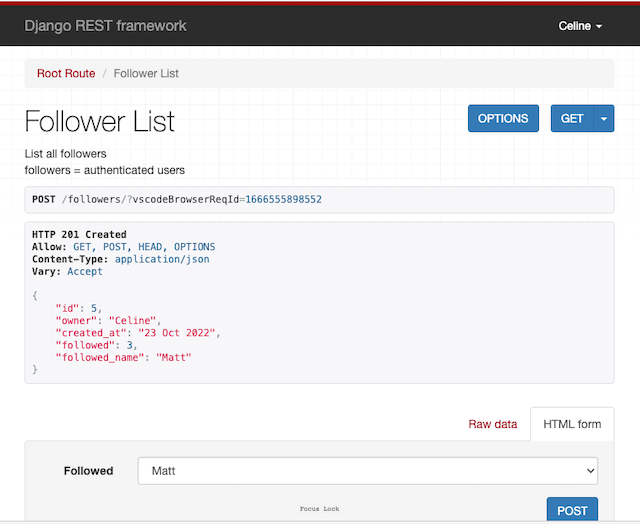 Django REST framework
Celine
Root Route / Follower List
Follower List
OPTIONS
GET
List all followers
followers = authenticated users
POST /followers/?vscodeBrowserReqId=1666555898552
HTTP 201 Created
Allow: GET, POST, HEAD, OPTIONS
Content-Type: application/json
Vary: Accept
{
    "id": 5,
    "owner": "Celine",
    "created_at": "23 Oct 2022",
    "followed": 3,
    "followed_name": "Matt"
}
Raw data
HTML form
Followed
Matt
Focus Lock
POST